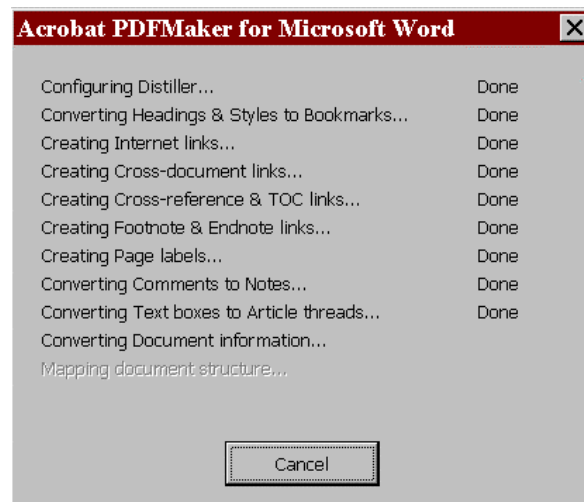 Acrobat PDFMaker for Microsoft Word
Configuring Distiller... Done
Converting Headings & Styles to Bookmarks... Done
Creating Internet links... Done
Creating Cross-document links... Done
Creating Cross-reference & TOC links... Done
Creating Footnote & Endnote links... Done
Creating Page labels... Done
Converting Comments to Notes... Done
Converting Text boxes to Article threads... Done
Converting Document information...
Mapping document structure...
Cancel